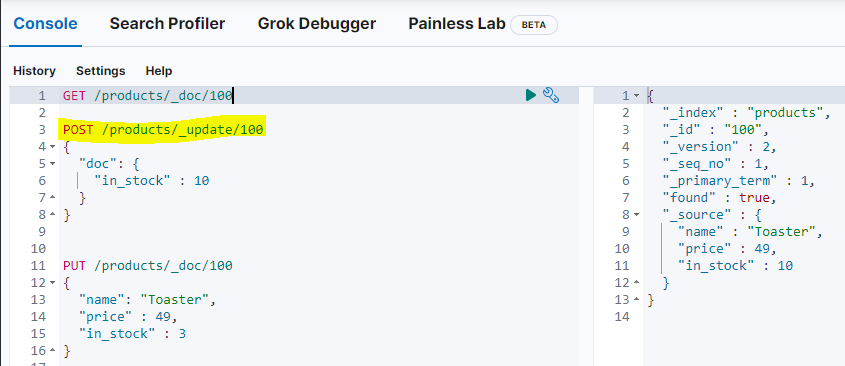 Console Search Profiler Grok Debugger Painless Lab BETA
History Settings Help
1 GET /products/_doc/100
2
3 POST /products/_update/100
4 {
5 "doc": {
6 "in_stock" : 10
7 }
8 }
9
10
11 PUT /products/_doc/100
12 {
13 "name": "Toaster",
14 "price" : 49,
15 "in_stock" : 3
16 }
17
1 {
2 "_index" : "products",
3 "_id" : "100",
4 "_version" : 2,
5 "_seq_no" : 1,
6 "_primary_term" : 1,
7 "found" : true,
8 "_source" : {
9 "name" : "Toaster",
10 "price" : 49,
11 "in_stock" : 10
12 }
13 }
14